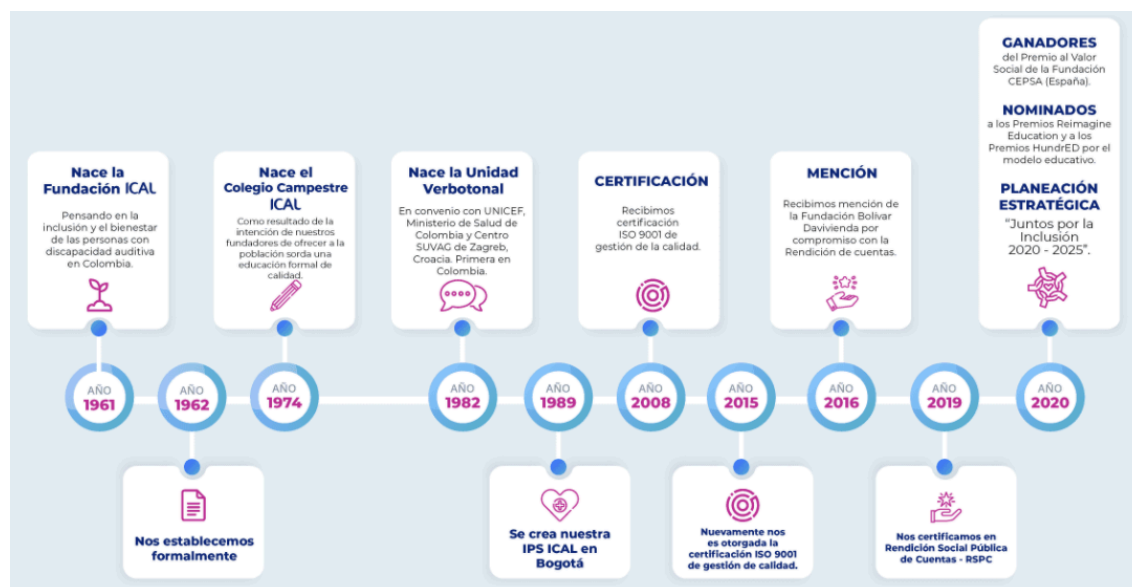 Nace la
Fundación ICAL
Pensando en la
inclusión y el bienestar
de las personas con
discapacidad auditiva
en Colombia.
AÑO
1961
AÑO
1962
Nos establecemos
formalmente
Nace el
Colegio Campestre
ICAL
Como resultado de la
intención de nuestros
fundadores de ofrecer a la
población sorda una
educación formal de
calidad.
AÑO
1974
Nace la Unidad
Verbotonal
En convenio con UNICEF,
Ministerio de Salud de
Colombia y Centro
SUVAG de Zagreb,
Croacia. Primera en
Colombia.
AÑO
1982
AÑO
1989
Se crea nuestra
IPS ICAL en
Bogotá
CERTIFICACIÓN
Recibimos
certificación
ISO 9001 de
gestión de la calidad.
AÑO
2008
AÑO
2015
Nuevamente nos
es otorgada la
certificación ISO 9001
de gestión de calidad.
MENCIÓN
Recibimos mención de
la Fundación Bolívar
Davivienda por
compromiso con la
Rendición de cuentas.
AÑO
2016
AÑO
2019
Nos certificamos en
Rendición Social Pública
de Cuentas - RSPC
GANADORES
del Premio al Valor
Social de la Fundación
CEPSA (España).
NOMINADOS
a los Premios Reimagine
Education y a los
Premios HundrED por el
modelo educativo.
PLANEACIÓN
ESTRATÉGICA
“Juntos por la
Inclusión
2020 - 2025”.
AÑO
2020